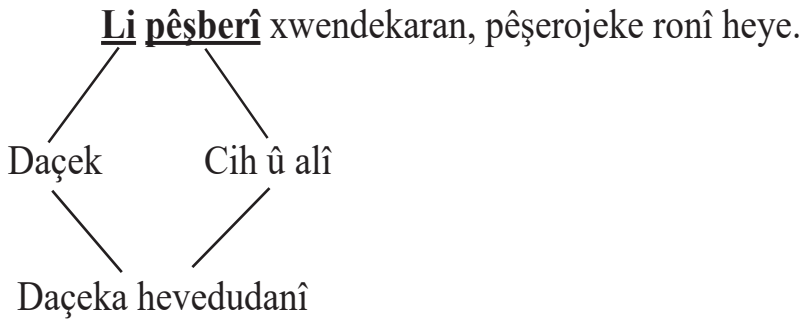 Li pêşberî xwendekaran, pêşerojeke ronî heye.
Daçek Cih û alî
Daçeka hevedudanî